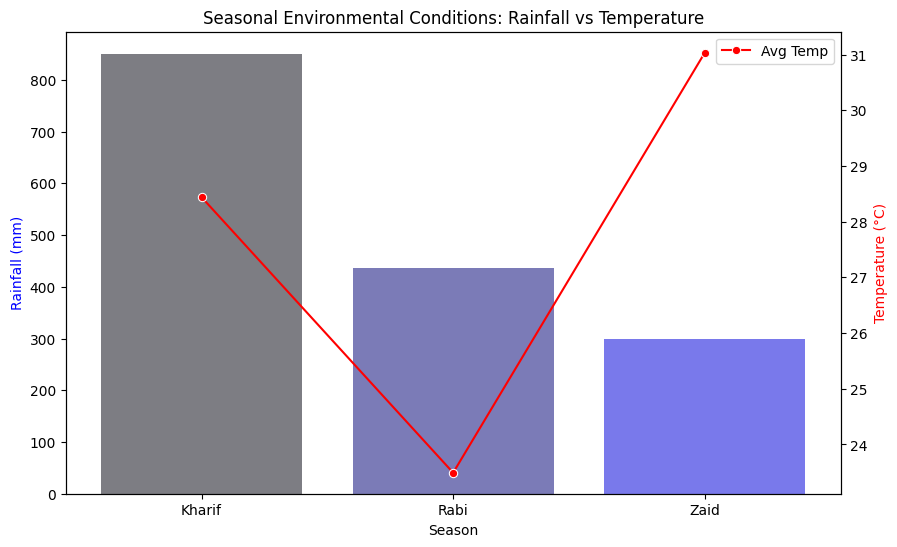 Seasonal Environmental Conditions: Rainfall vs Temperature
Avg Temp
Rainfall (mm)
800
700
600
500
400
300
200
100
0
31
30
29
28
27
26
25
24
Temperature (°C)
Kharif Rabi Zaid
Season